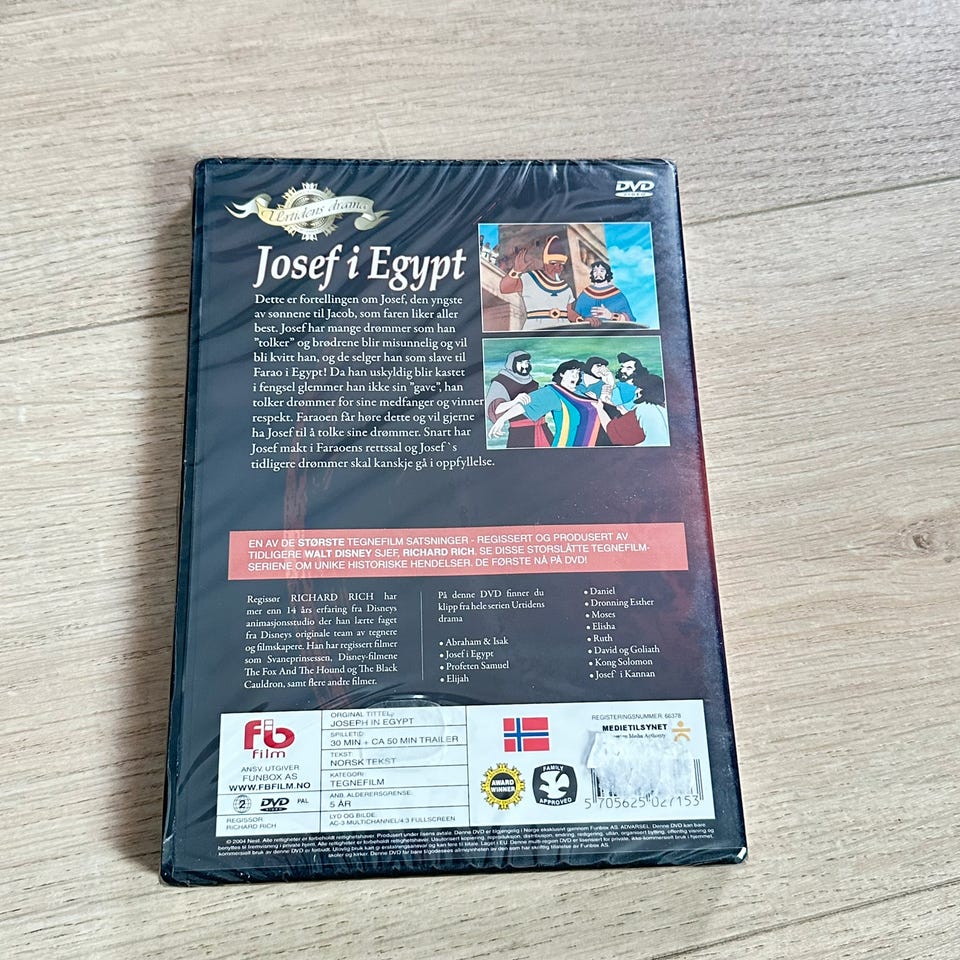 Urtidens drama
DVD
VIDEO
Josef i Egypt
Dette er fortellingen om Josef, den yngste
av sønnene til Jacob, som faren liker aller
best. Josef har mange drømmer som han
"tolker" og brødrene blir misunnelig og vil
bli kvitt han, og de selger han som slave til
Farao i Egypt! Da han uskyldig blir kastet
i fengsel glemmer han ikke sin "gave", han
tolker drømmer for sine medfanger og vinner
respekt. Faraoen får høre dette og vil gjerne
ha Josef til å tolke sine drømmer. Snart har
Josef makt i Faraoens rettssal og Josef`s
tidligere drømmer skal kanskje gå i oppfyllelse.
EN AV DE STØRSTE TEGNEFILM SATSNINGER - REGISSERT OG PRODUSERT AV
TIDLIGERE WALT DISNEY SJEF, RICHARD RICH. SE DISSE STORSLÅTTE TEGNEFILM-
SERIENE OM UNIKE HISTORISKE HENDELSER. DE FØRSTE NÅ PÅ DVD!
Regissør RICHARD RICH har
mer enn 14 års erfaring fra Disneys
animasjonsstudio der han lærte faget
fra Disneys originale team av tegnere
og filmskapere. Han har regissert filmer
som Svaneprinsessen, Disney-filmene
The Fox And The Hound og The Black
Cauldron, samt flere andre filmer.
På denne DVD finner du
klipp fra hele serien Urtidens
drama
• Abraham & Isak
• Josef i Egypt
• Profeten Samuel
• Elijah
• Daniel
• Dronning Esther
• Moses
• Elisha
• Ruth
• David og Goliath
• Kong Solomon
• Josef` i Kannan
fb
film
ANSV. UTGIVER
FUNBOX AS
WWW.FBFILM.NO
2 DVD PAL
REGISSØR
RICHARD RICH
ORGINAL TITTEL:
JOSEPH IN EGYPT
SPILLETID:
30 MIN + CA 50 MIN TRAILER
TEKST:
NORSK TEKST
KATEGORI:
TEGNEFILM
ANB. ALDERERSGRENSE:
5 ÅR
LYD OG BILDE:
AC-3 MULTICHANNEL/4:3 FULLSCREEN
AWARD
WINNER
FAMILY
APPROVED
REGISTERINGSNUMMER: 66378
MEDIETILSYNET
Media Authority
5 705625 027153